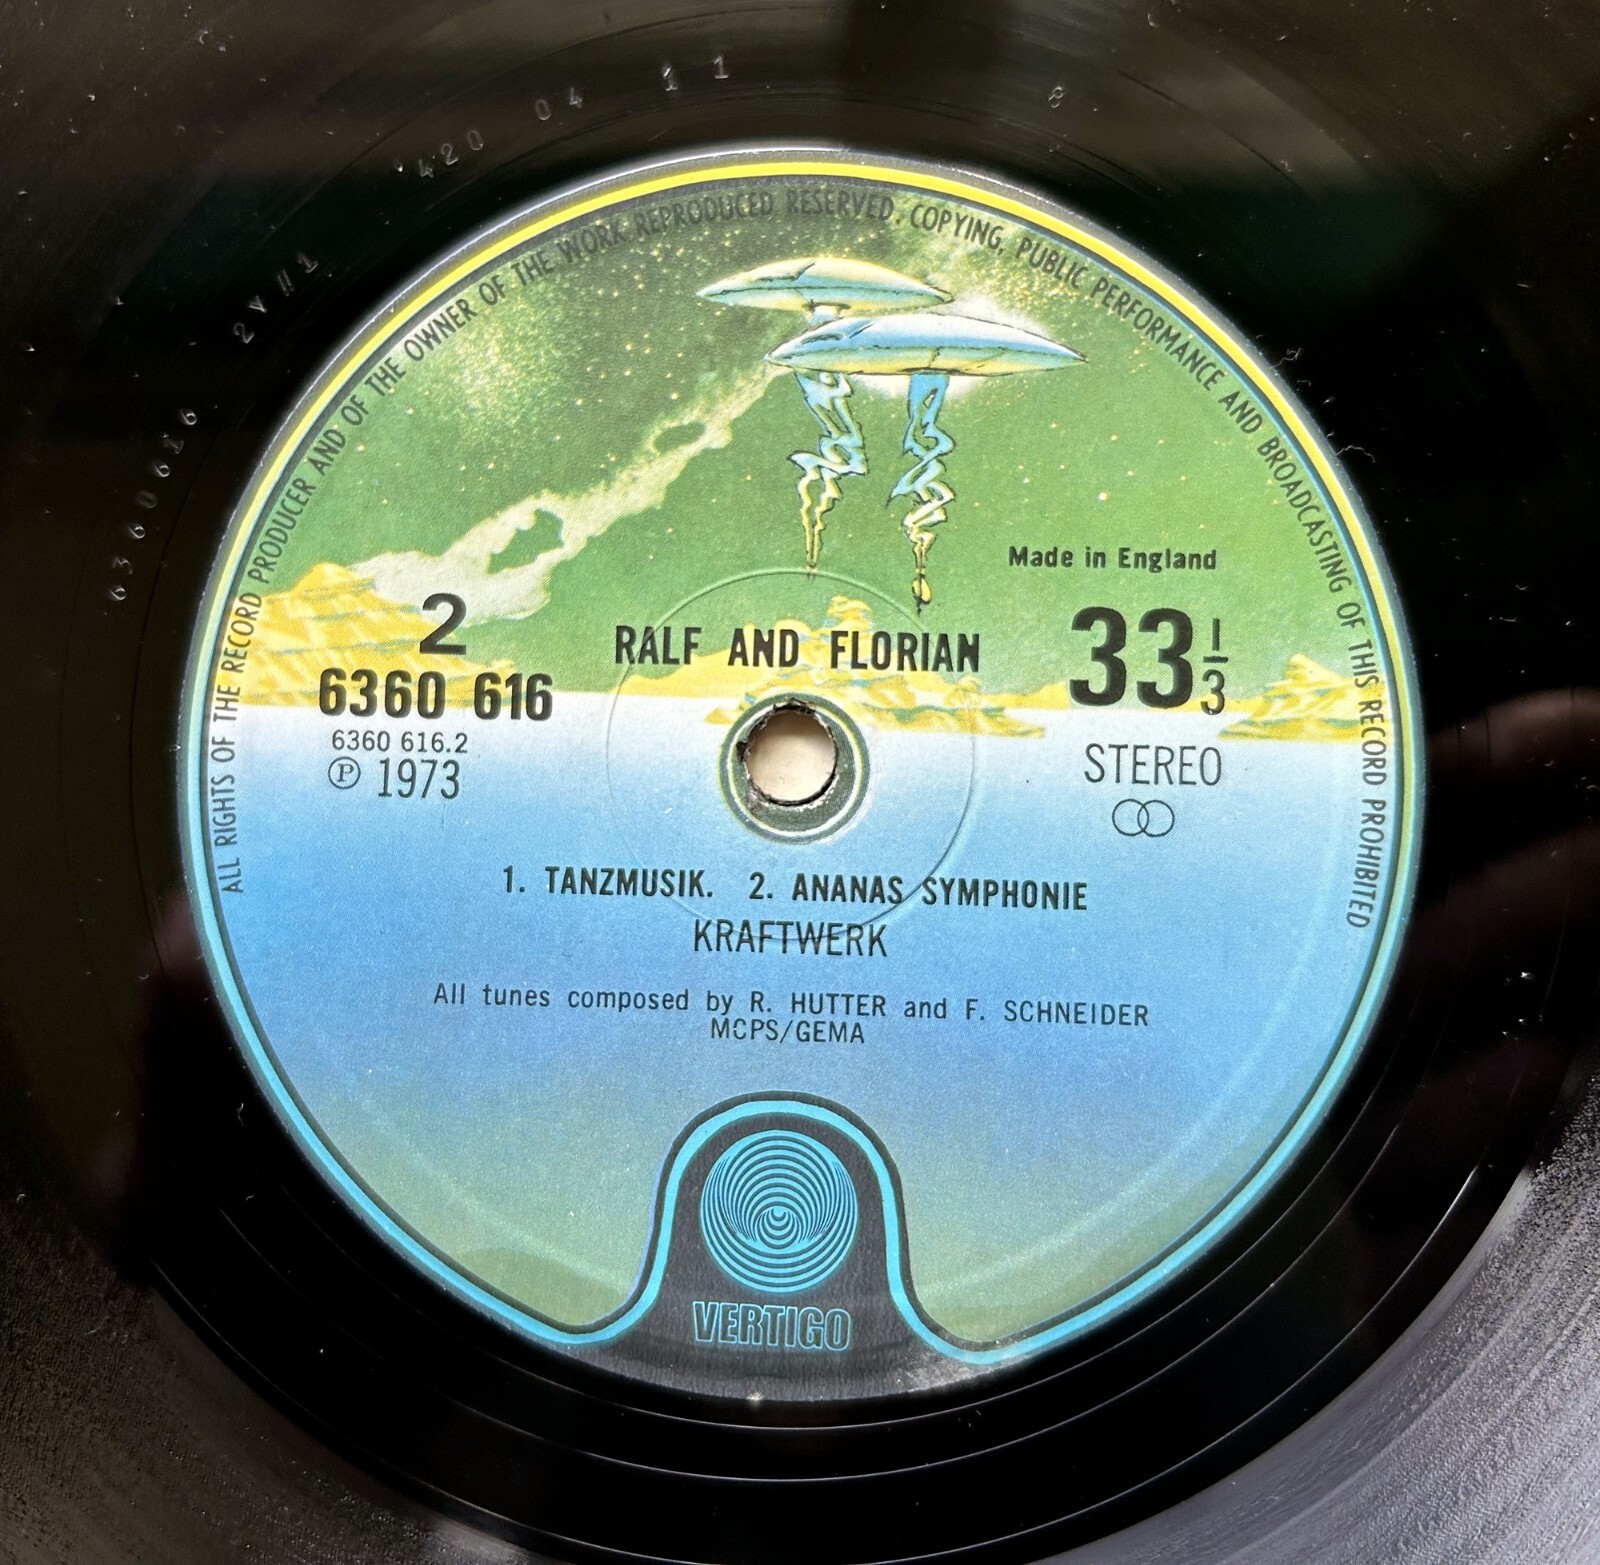 420 04 11 8
2Y//1
6360616
ALL RIGHTS OF THE RECORD PRODUCER AND OF THE OWNER OF THE WORK REPRODUCED RESERVED. COPYING, PUBLIC PERFORMANCE AND BROADCASTING OF THIS RECORD PROHIBITED
Made in England
2
RALF AND FLORIAN
33 1/3
6360 616
6360 616.2
Ⓟ 1973
STEREO
1. TANZMUSIK. 2. ANANAS SYMPHONIE
KRAFTWERK
All tunes composed by R. HUTTER and F. SCHNEIDER
MCPS/GEMA
VERTIGO